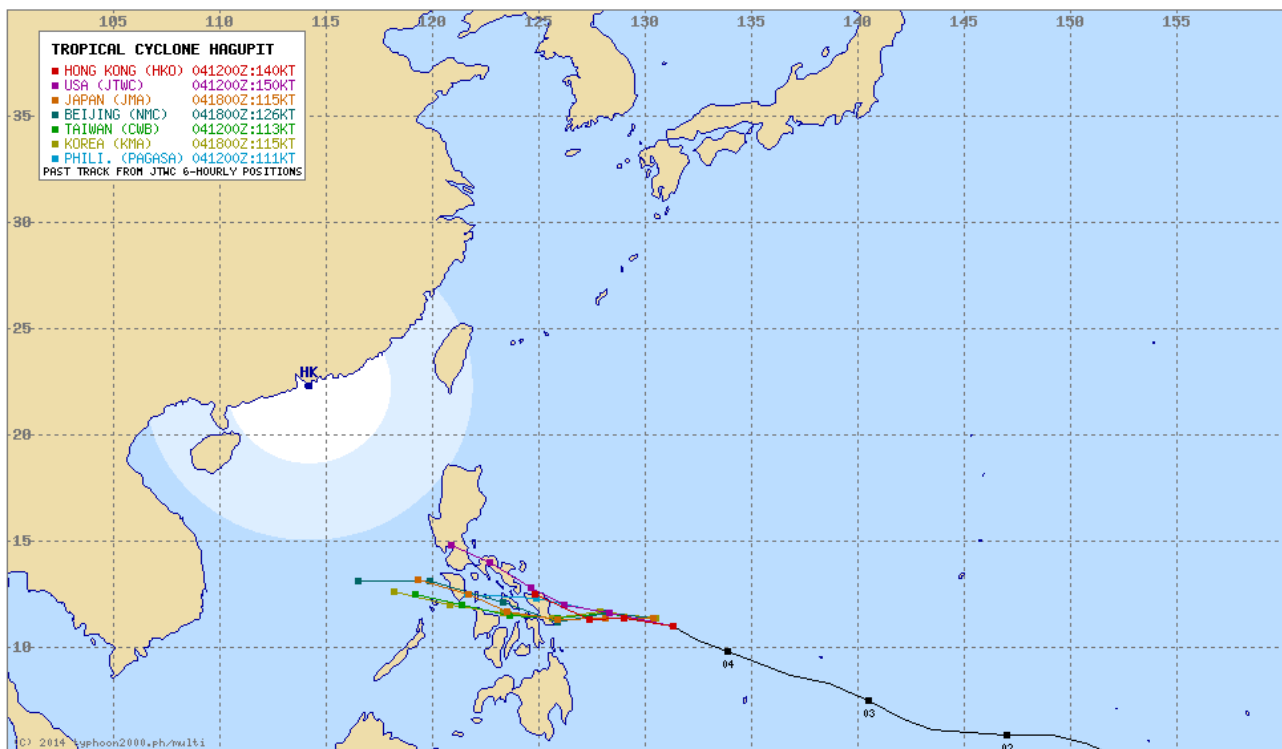 105 110 115 120 125 130 135 140 145 150 155
TROPICAL CYCLONE HAGUPIT
HONG KONG (HKO) 041200Z:140KT
USA (JTWC) 041200Z:150KT
JAPAN (JMA) 041800Z:115KT
BEIJING (NMC) 041800Z:126KT
TAIWAN (CWB) 041200Z:113KT
KOREA (KMA) 041800Z:115KT
PHILI. (PAGASA) 041200Z:111KT
PAST TRACK FROM JTWC 6-HOURLY POSITIONS
35
30
25
HK
20
15
10
04
03
02
(C) 2014 typhoon2000.ph/multi